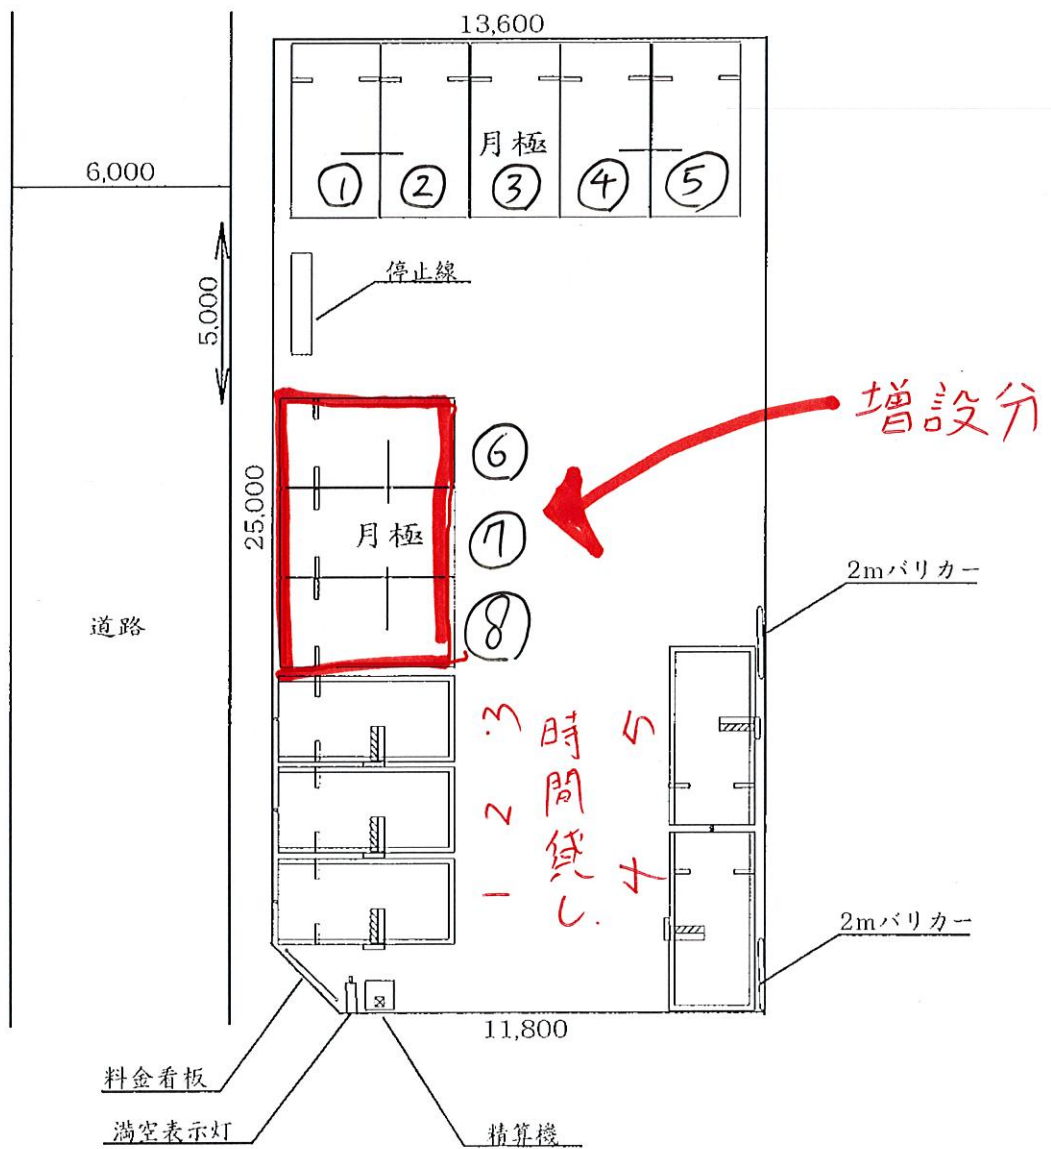 13,600
月極
① ② ③ ④ ⑤
6,000
停止線
5,000
増設分
⑥
25,000
月極
⑦
2mバリカー
⑧
道路
3
時間貸し.
5
2
1
4
2mバリカー
11,800
料金看板
満空表示灯
精算機